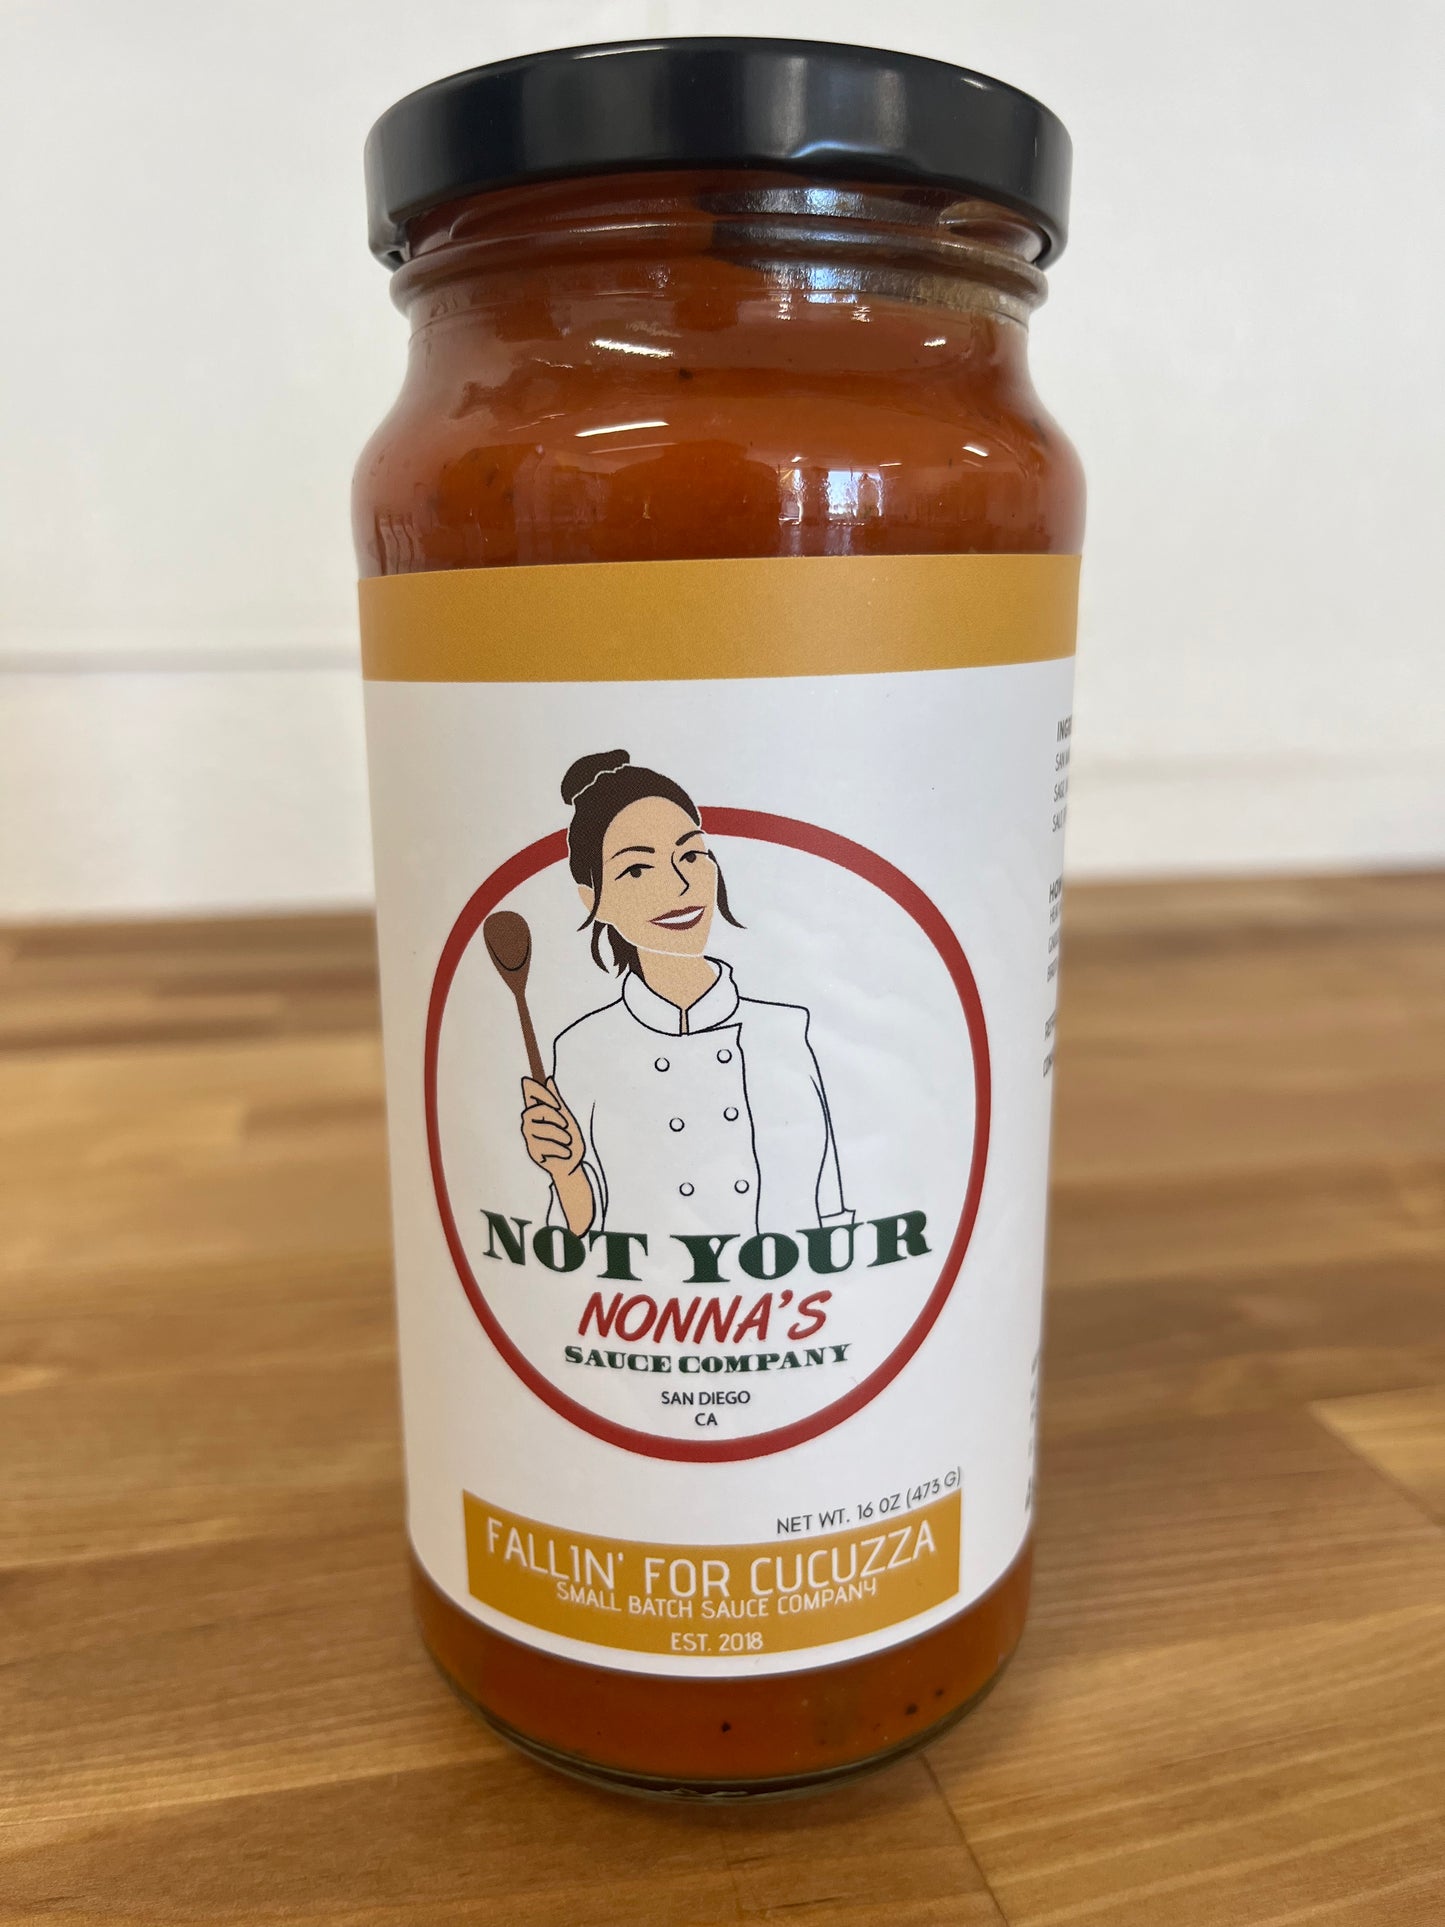 NOT YOUR
NONNA'S
SAUCE COMPANY
SAN DIEGO
CA
NET WT. 16 OZ (473 G)
FALLIN' FOR CUCUZZA
SMALL BATCH SAUCE COMPANY
EST. 2018
SAN